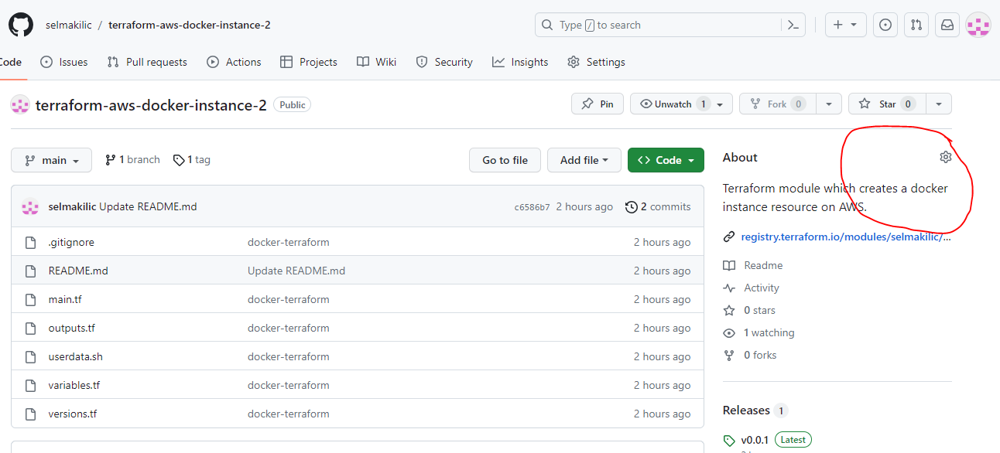 selmakilic / terraform-aws-docker-instance-2
Type / to search
Code Issues Pull requests Actions Projects Wiki Security Insights Settings
terraform-aws-docker-instance-2 Public
Pin Unwatch 1 Fork 0 Star 0
main 1 branch 1 tag Go to file Add file <> Code
selmakilic Update README.md c6586b7 2 hours ago 2 commits
.gitignore docker-terraform 2 hours ago
README.md Update README.md 2 hours ago
main.tf docker-terraform 2 hours ago
outputs.tf docker-terraform 2 hours ago
userdata.sh docker-terraform 2 hours ago
variables.tf docker-terraform 2 hours ago
versions.tf docker-terraform 2 hours ago
About
Terraform module which creates a docker
instance resource on AWS.
registry.terraform.io/modules/selmakilic/...
Readme
Activity
0 stars
1 watching
0 forks
Releases 1
v0.0.1 Latest